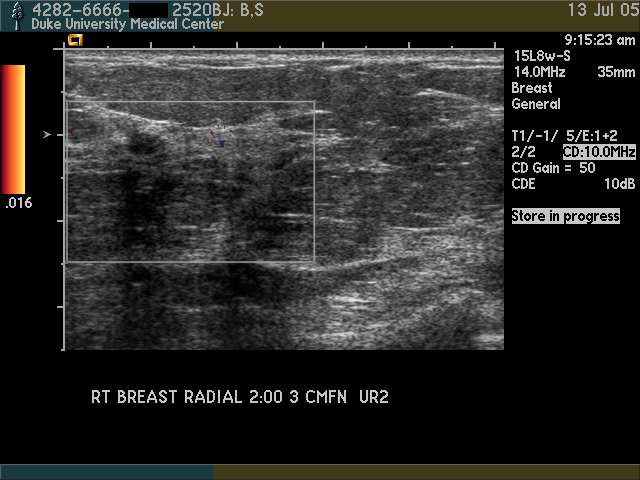 4282-6666- 2520BJ: B,S 13 Jul 05
Duke University Medical Center
9:15:23 am
15L8w-S
14.0MHz 35mm
Breast
General
T1/-1/ 5/E:1+2
2/2 CD:10.0MHz
CD Gain = 50
CDE 10dB
Store in progress
.016
RT BREAST RADIAL 2:00 3 CMFN UR2